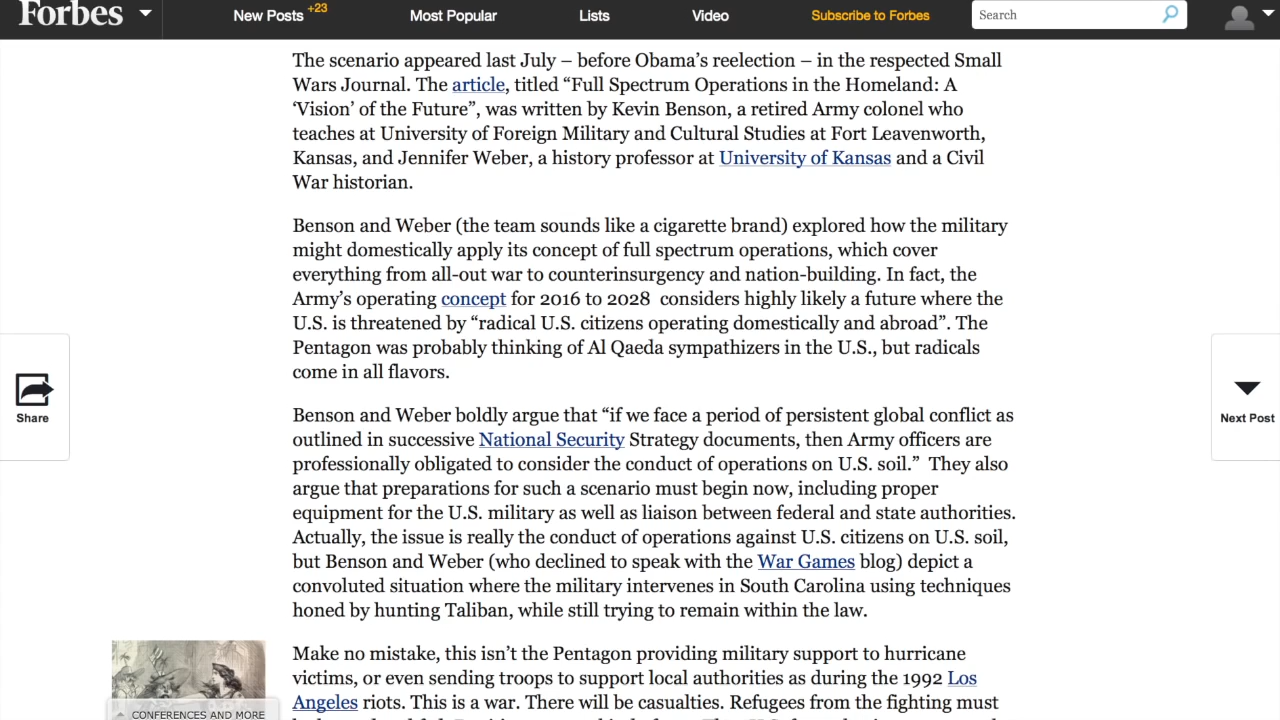 Forbes
New Posts +23
Most Popular
Lists
Video
Subscribe to Forbes
Search
The scenario appeared last July – before Obama’s reelection – in the respected Small
Wars Journal. The article, titled “Full Spectrum Operations in the Homeland: A
‘Vision’ of the Future”, was written by Kevin Benson, a retired Army colonel who
teaches at University of Foreign Military and Cultural Studies at Fort Leavenworth,
Kansas, and Jennifer Weber, a history professor at University of Kansas and a Civil
War historian.
Benson and Weber (the team sounds like a cigarette brand) explored how the military
might domestically apply its concept of full spectrum operations, which cover
everything from all-out war to counterinsurgency and nation-building. In fact, the
Army’s operating concept for 2016 to 2028 considers highly likely a future where the
U.S. is threatened by “radical U.S. citizens operating domestically and abroad”. The
Pentagon was probably thinking of Al Qaeda sympathizers in the U.S., but radicals
come in all flavors.
Share
Next Post
Benson and Weber boldly argue that “if we face a period of persistent global conflict as
outlined in successive National Security Strategy documents, then Army officers are
professionally obligated to consider the conduct of operations on U.S. soil.” They also
argue that preparations for such a scenario must begin now, including proper
equipment for the U.S. military as well as liaison between federal and state authorities.
Actually, the issue is really the conduct of operations against U.S. citizens on U.S. soil,
but Benson and Weber (who declined to speak with the War Games blog) depict a
convoluted situation where the military intervenes in South Carolina using techniques
honed by hunting Taliban, while still trying to remain within the law.
Make no mistake, this isn’t the Pentagon providing military support to hurricane
victims, or even sending troops to support local authorities as during the 1992 Los
Angeles riots. This is a war. There will be casualties. Refugees from the fighting must
CONFERENCES AND MORE